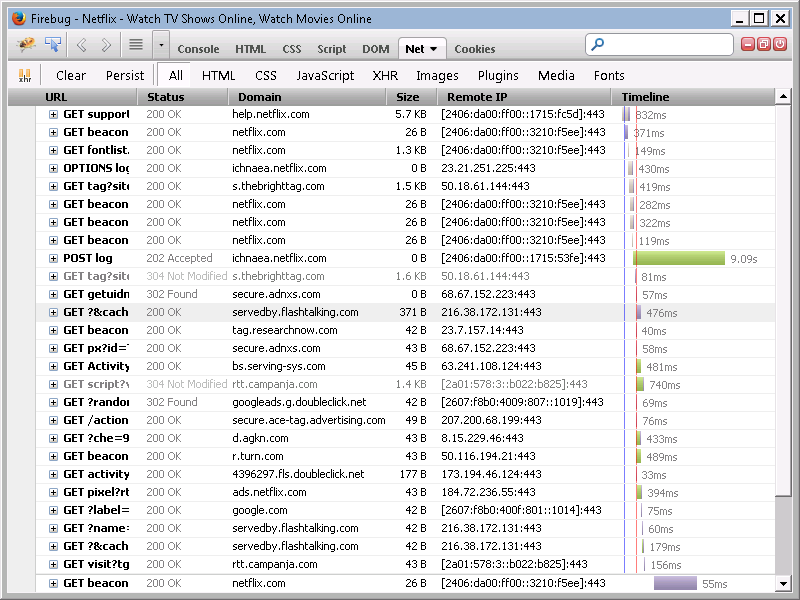 Firebug - Netflix - Watch TV Shows Online, Watch Movies Online
Console HTML CSS Script DOM Net Cookies
xhr Clear Persist All HTML CSS JavaScript XHR Images Plugins Media Fonts
URL Status Domain Size Remote IP Timeline
GET support 200 OK help.netflix.com 5.7 KB [2406:da00:ff00::1715:fc5d]:443 832ms
GET beacon 200 OK netflix.com 26 B [2406:da00:ff00::3210:f5ee]:443 371ms
GET fontlist. 200 OK netflix.com 1.3 KB [2406:da00:ff00::3210:f5ee]:443 149ms
OPTIONS log 200 OK ichnaea.netflix.com 0 B 23.21.251.225:443 430ms
GET tag?site 200 OK s.thebrighttag.com 1.5 KB 50.18.61.144:443 419ms
GET beacon 200 OK netflix.com 26 B [2406:da00:ff00::3210:f5ee]:443 282ms
GET beacon 200 OK netflix.com 26 B [2406:da00:ff00::3210:f5ee]:443 322ms
GET beacon 200 OK netflix.com 26 B [2406:da00:ff00::3210:f5ee]:443 119ms
POST log 202 Accepted ichnaea.netflix.com 0 B [2406:da00:ff00::1715:53fe]:443 9.09s
GET tag?site 304 Not Modified s.thebrighttag.com 1.6 KB 50.18.61.144:443 81ms
GET getuidn 302 Found secure.adnxs.com 0 B 68.67.152.223:443 57ms
GET ?&cach 200 OK servedby.flashtalking.com 371 B 216.38.172.131:443 476ms
GET beacon 200 OK tag.researchnow.com 42 B 23.7.157.14:443 40ms
GET px?id=1 200 OK secure.adnxs.com 43 B 68.67.152.223:443 58ms
GET Activity 200 OK bs.serving-sys.com 45 B 63.241.108.124:443 481ms
GET script?v 304 Not Modified rtt.campanja.com 1.4 KB [2a01:578:3::b022:b825]:443 740ms
GET ?randor 302 Found googleads.g.doubleclick.net 42 B [2607:f8b0:4009:807::1019]:443 69ms
GET /action 200 OK secure.ace-tag.advertising.com 49 B 207.200.68.199:443 76ms
GET ?che=9 200 OK d.agkn.com 43 B 8.15.229.46:443 433ms
GET beacon 200 OK r.turn.com 43 B 50.116.194.21:443 489ms
GET activity 200 OK 4396297.fls.doubleclick.net 177 B 173.194.46.124:443 33ms
GET pixel?rt 200 OK ads.netflix.com 43 B 184.72.236.55:443 394ms
GET ?label= 200 OK google.com 42 B [2607:f8b0:400f:801::1014]:443 75ms
GET ?name= 200 OK servedby.flashtalking.com 42 B 216.38.172.131:443 60ms
GET ?&cach 200 OK servedby.flashtalking.com 42 B 216.38.172.131:443 179ms
GET visit?tg 200 OK rtt.campanja.com 43 B [2a01:578:3::b022:b825]:443 156ms
GET beacon 200 OK netflix.com 26 B [2406:da00:ff00::3210:f5ee]:443 55ms